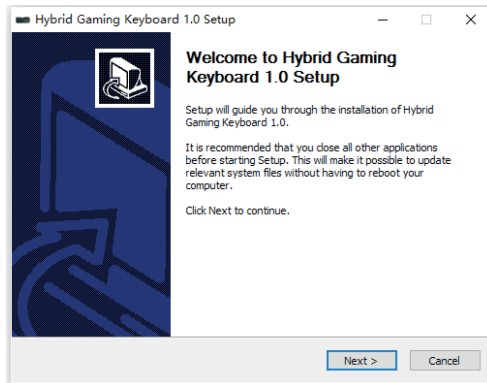 Hybrid Gaming Keyboard 1.0 Setup
Welcome to Hybrid Gaming
Keyboard 1.0 Setup
Setup will guide you through the installation of Hybrid
Gaming Keyboard 1.0.
It is recommended that you close all other applications
before starting Setup. This will make it possible to update
relevant system files without having to reboot your
computer.
Click Next to continue.
Next >
Cancel